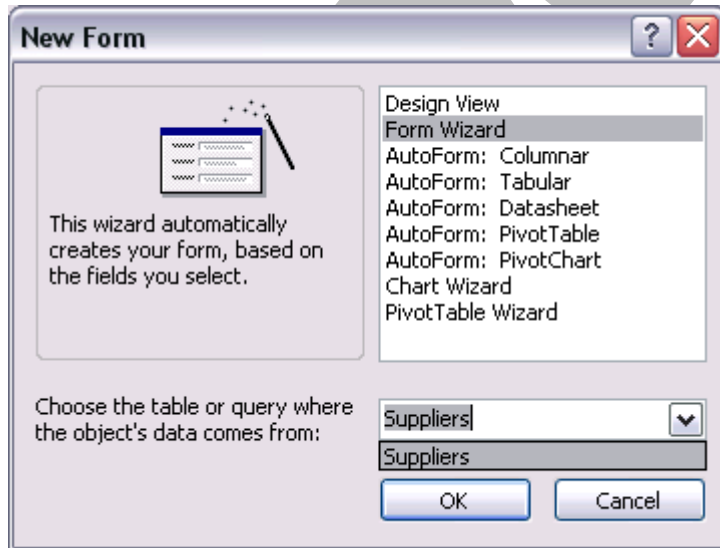 New Form
Design View
Form Wizard
AutoForm: Columnar
AutoForm: Tabular
AutoForm: Datasheet
AutoForm: PivotTable
AutoForm: PivotChart
Chart Wizard
PivotTable Wizard
This wizard automatically
creates your form, based on
the fields you select.
Choose the table or query where
the object's data comes from:
Suppliers
Suppliers
OK
Cancel